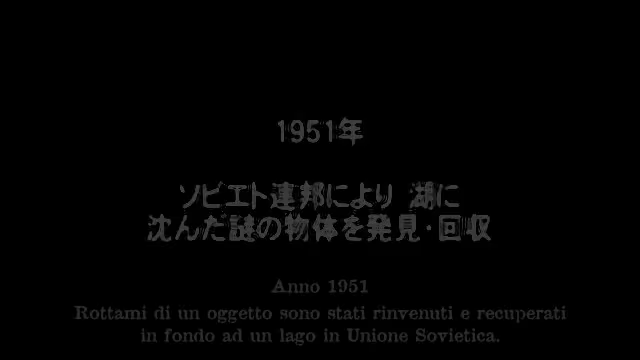 1951年
ソビエト連邦により 湖に
沈んだ謎の物体を発見・回収
Anno 1951
Rottami di un oggetto sono stati rinvenuti e recuperati
in fondo ad un lago in Unione Sovietica.